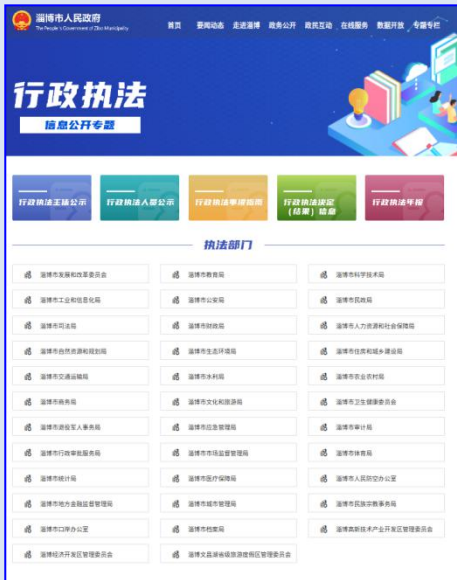 淄博市人民政府
The People's Government of Zibo Municipality
首页 要闻动态 走进淄博 政务公开 政民互动 在线服务 数据开放 专题专栏
行政执法
信息公开专题
行政执法主体公示 行政执法人员公示 行政执法事项依据 行政执法决定 行政执法年报
(结果)信息
执法部门
淄博市发展和改革委员会 淄博市教育局 淄博市科学技术局
淄博市工业和信息化局 淄博市公安局 淄博市民政局
淄博市司法局 淄博市财政局 淄博市人力资源和社会保障局
淄博市自然资源和规划局 淄博市生态环境局 淄博市住房和城乡建设局
淄博市交通运输局 淄博市水利局 淄博市农业农村局
淄博市商务局 淄博市文化和旅游局 淄博市卫生健康委员会
淄博市退役军人事务局 淄博市应急管理局 淄博市审计局
淄博市行政审批服务局 淄博市市场监督管理局 淄博市体育局
淄博市统计局 淄博市医疗保障局 淄博市人民防空办公室
淄博市地方金融监督管理局 淄博市城市管理局 淄博市民族宗教事务局
淄博市口岸办公室 淄博市档案局 淄博高新技术产业开发区管理委员会
淄博经济开发区管理委员会 淄博文昌湖省级旅游度假区管理委员会